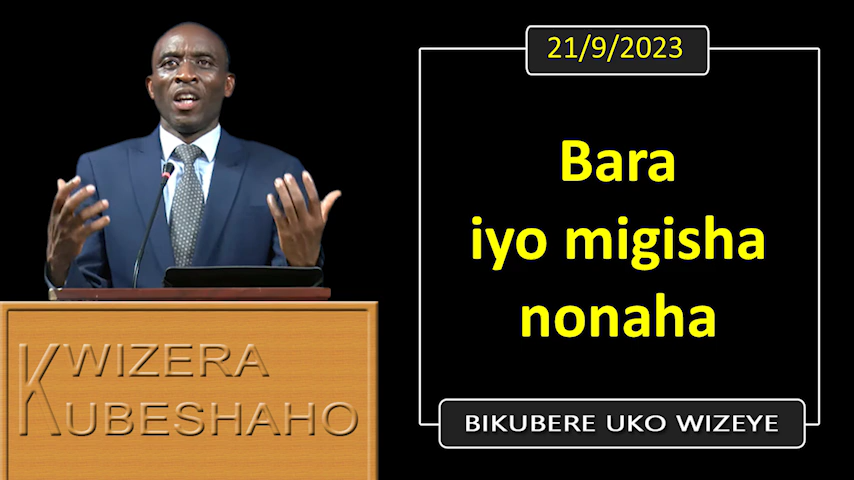 21/9/2023
Bara
iyo migisha
nonaha
KWIZERA
KUBESHAHO
BIKUBERE UKO WIZEYE